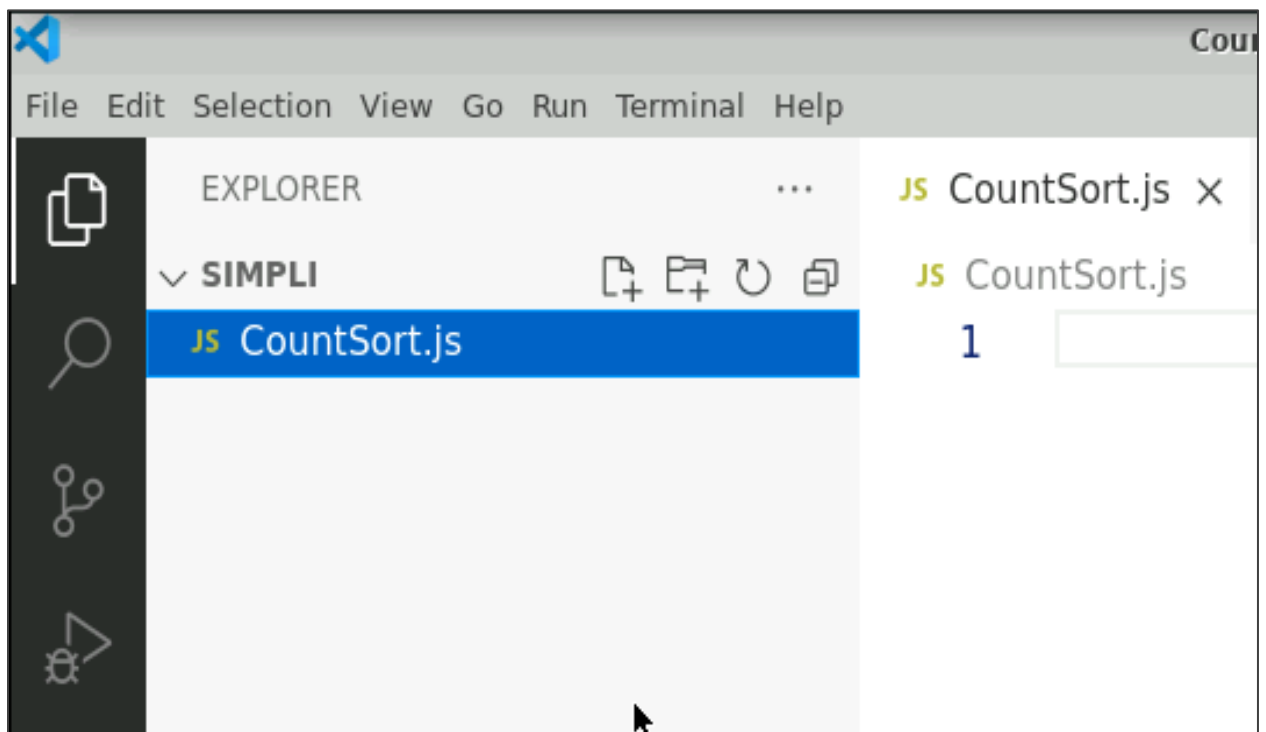 File Edit Selection View Go Run Terminal Help
EXPLORER
SIMPLI
JS CountSort.js
JS CountSort.js
JS CountSort.js
1